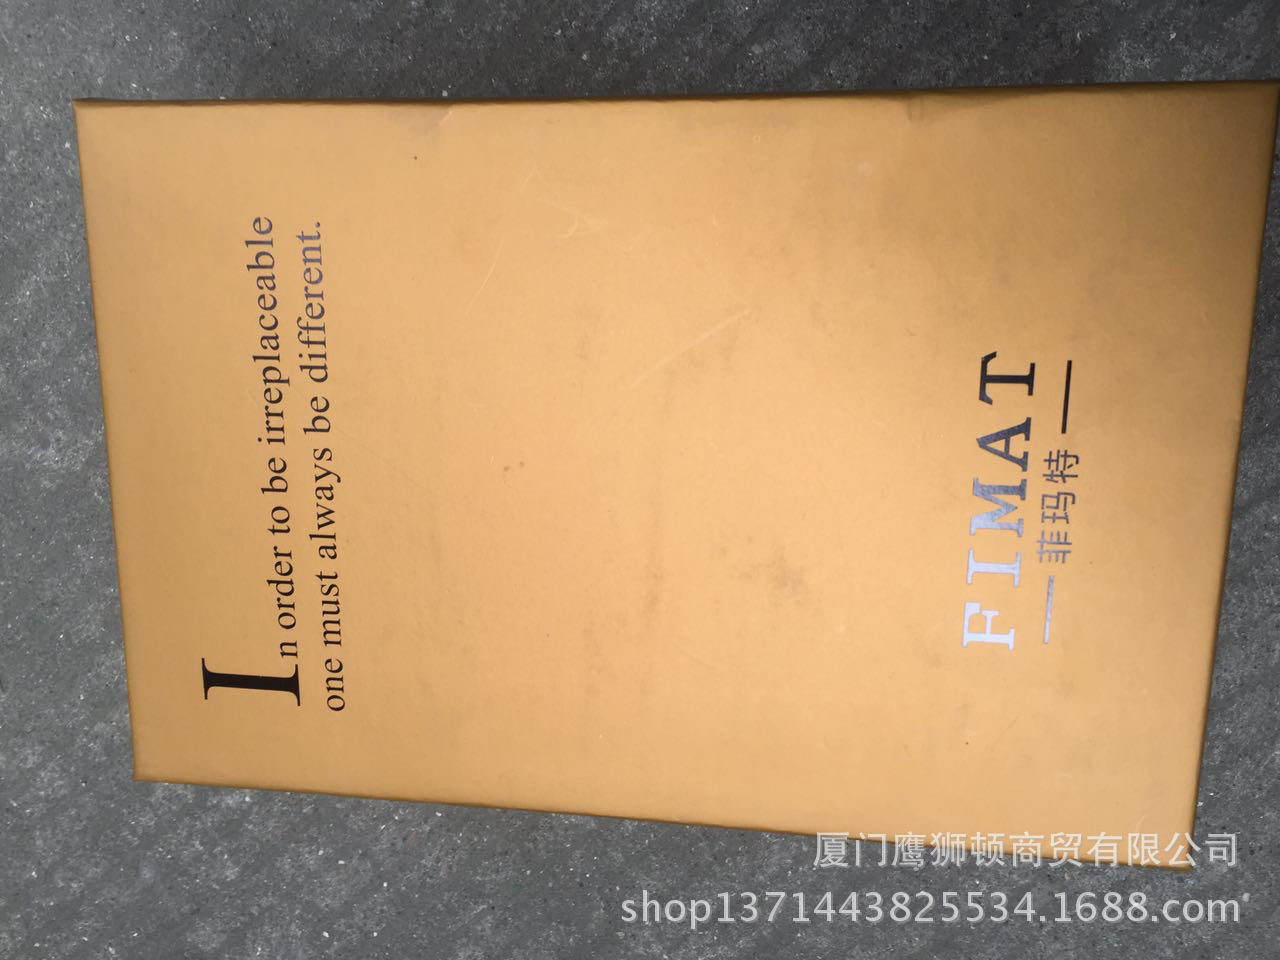 In order to be irreplaceable
one must always be different.
FIMAT
菲玛特
厦门鹰狮顿商贸有限公司
shop1371443825534.1688.com